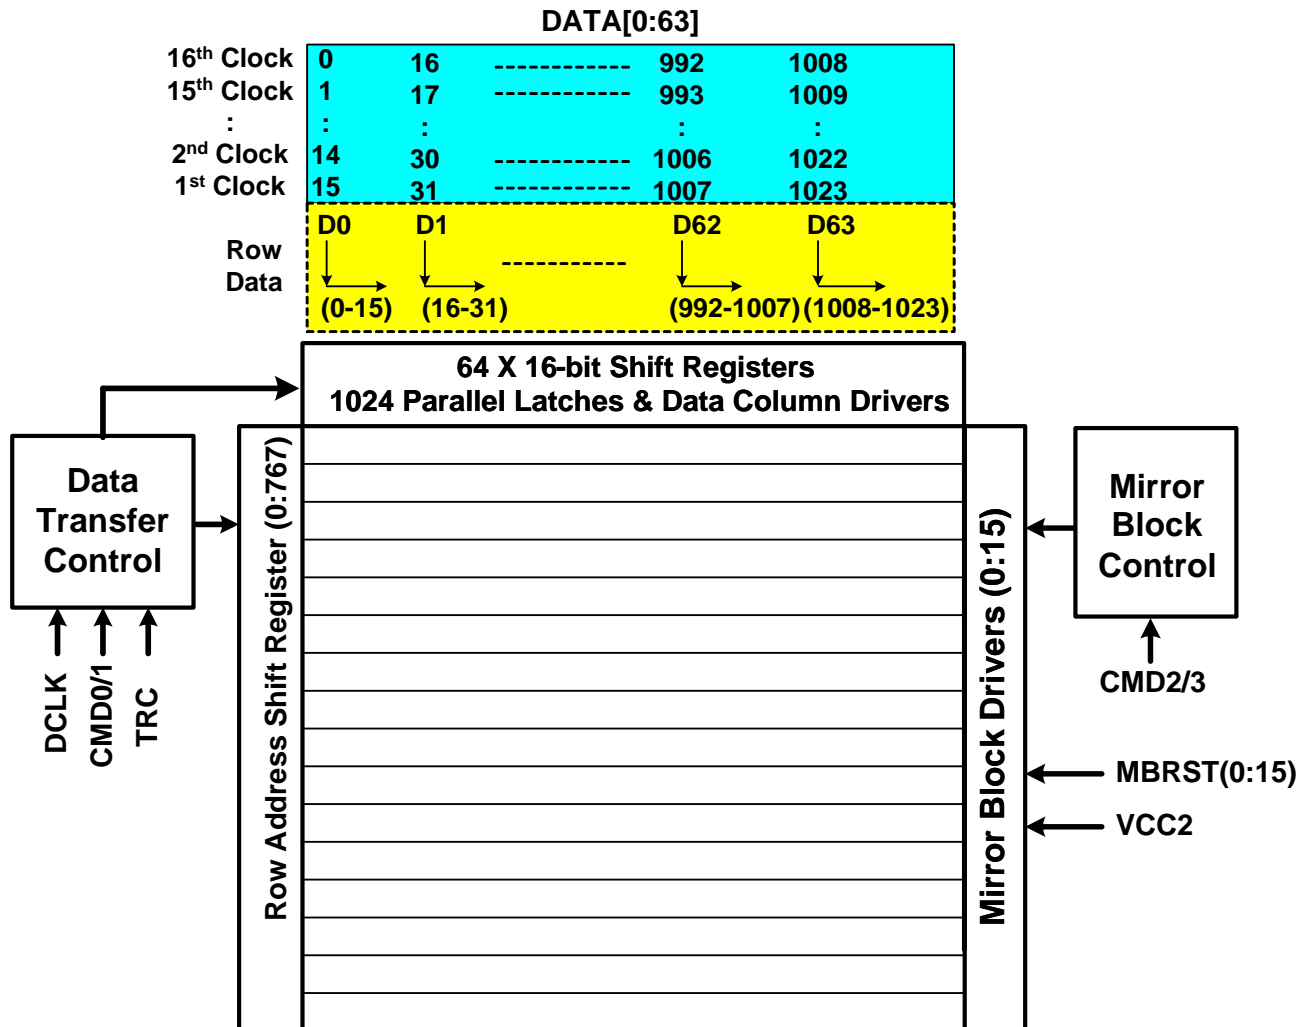 DATA[0:63]
16th Clock 0 16 ------------ 992 1008
15th Clock 1 17 ------------ 993 1009
: : : : :
2nd Clock 14 30 ------------ 1006 1022
1st Clock 15 31 ------------ 1007 1023
D0 D1 D62 D63
Row
Data
-----------
(0-15) (16-31) (992-1007) (1008-1023)
64 X 16-bit Shift Registers
1024 Parallel Latches & Data Column Drivers
Data
Transfer
Control
DCLK
CMD0/1
TRC
Row Address Shift Register (0:767)
Mirror Block Drivers (0:15)
Mirror
Block
Control
CMD2/3
MBRST(0:15)
VCC2